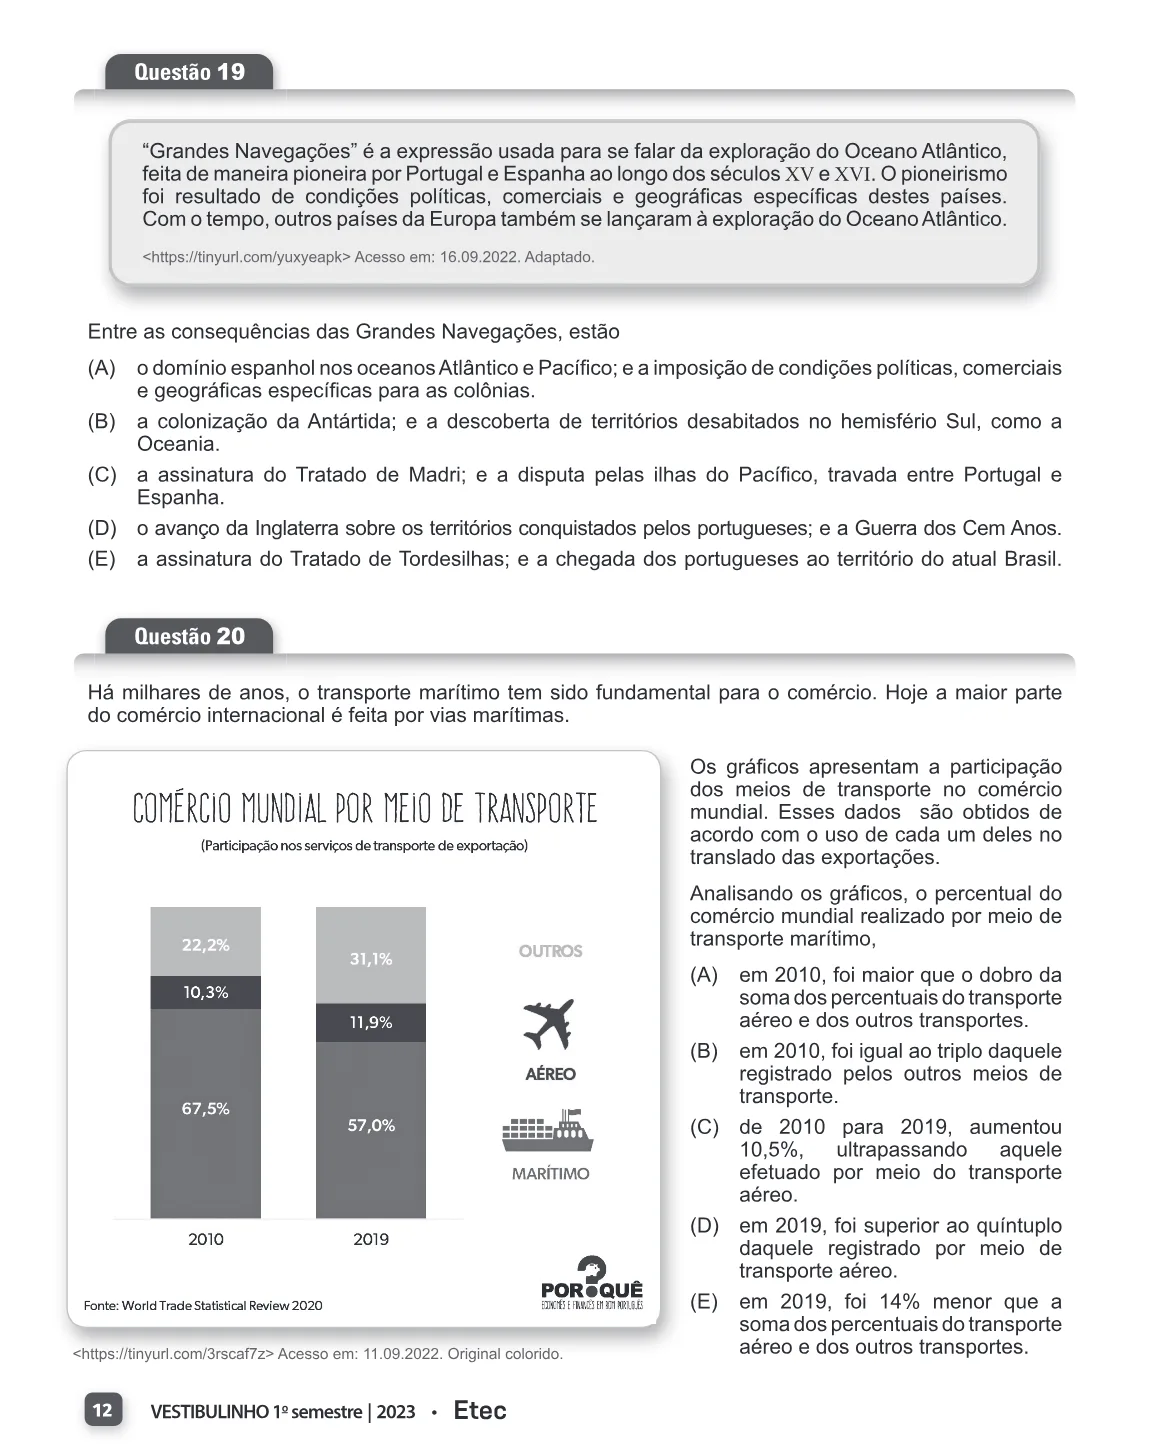 Questão 19
“Grandes Navegações” é a expressão usada para se falar da exploração do Oceano Atlântico,
feita de maneira pioneira por Portugal e Espanha ao longo dos séculos XV e XVI. O pioneirismo
foi resultado de condições políticas, comerciais e geográficas específicas destes países.
Com o tempo, outros países da Europa também se lançaram à exploração do Oceano Atlântico.
<https://tinyurl.com/yuxyeapk> Acesso em: 16.09.2022. Adaptado.
Entre as consequências das Grandes Navegações, estão
(A) o domínio espanhol nos oceanos Atlântico e Pacífico; e a imposição de condições políticas, comerciais
e geográficas específicas para as colônias.
(B) a colonização da Antártida; e a descoberta de territórios desabitados no hemisfério Sul, como a
Oceania.
(C) a assinatura do Tratado de Madri; e a disputa pelas ilhas do Pacífico, travada entre Portugal e
Espanha.
(D) o avanço da Inglaterra sobre os territórios conquistados pelos portugueses; e a Guerra dos Cem Anos.
(E) a assinatura do Tratado de Tordesilhas; e a chegada dos portugueses ao território do atual Brasil.
Questão 20
Há milhares de anos, o transporte marítimo tem sido fundamental para o comércio. Hoje a maior parte
do comércio internacional é feita por vias marítimas.
COMÉRCIO MUNDIAL POR MEIO DE TRANSPORTE
(Participação nos serviços de transporte de exportação)
22,2%
10,3%
67,5%
2010
31,1%
11,9%
57,0%
2019
OUTROS
AÉREO
MARÍTIMO
POR?QUÊ
ECONOMÊS E FINANCÊS EM BOM PORTUGUÊS
Fonte: World Trade Statistical Review 2020
<https://tinyurl.com/3rscaf7z> Acesso em: 11.09.2022. Original colorido.
Os gráficos apresentam a participação
dos meios de transporte no comércio
mundial. Esses dados são obtidos de
acordo com o uso de cada um deles no
translado das exportações.
Analisando os gráficos, o percentual do
comércio mundial realizado por meio de
transporte marítimo,
(A) em 2010, foi maior que o dobro da
soma dos percentuais do transporte
aéreo e dos outros transportes.
(B) em 2010, foi igual ao triplo daquele
registrado pelos outros meios de
transporte.
(C) de 2010 para 2019, aumentou
10,5%, ultrapassando aquele
efetuado por meio do transporte
aéreo.
(D) em 2019, foi superior ao quíntuplo
daquele registrado por meio de
transporte aéreo.
(E) em 2019, foi 14% menor que a
soma dos percentuais do transporte
aéreo e dos outros transportes.
12 VESTIBULINHO 1º semestre | 2023 • Etec